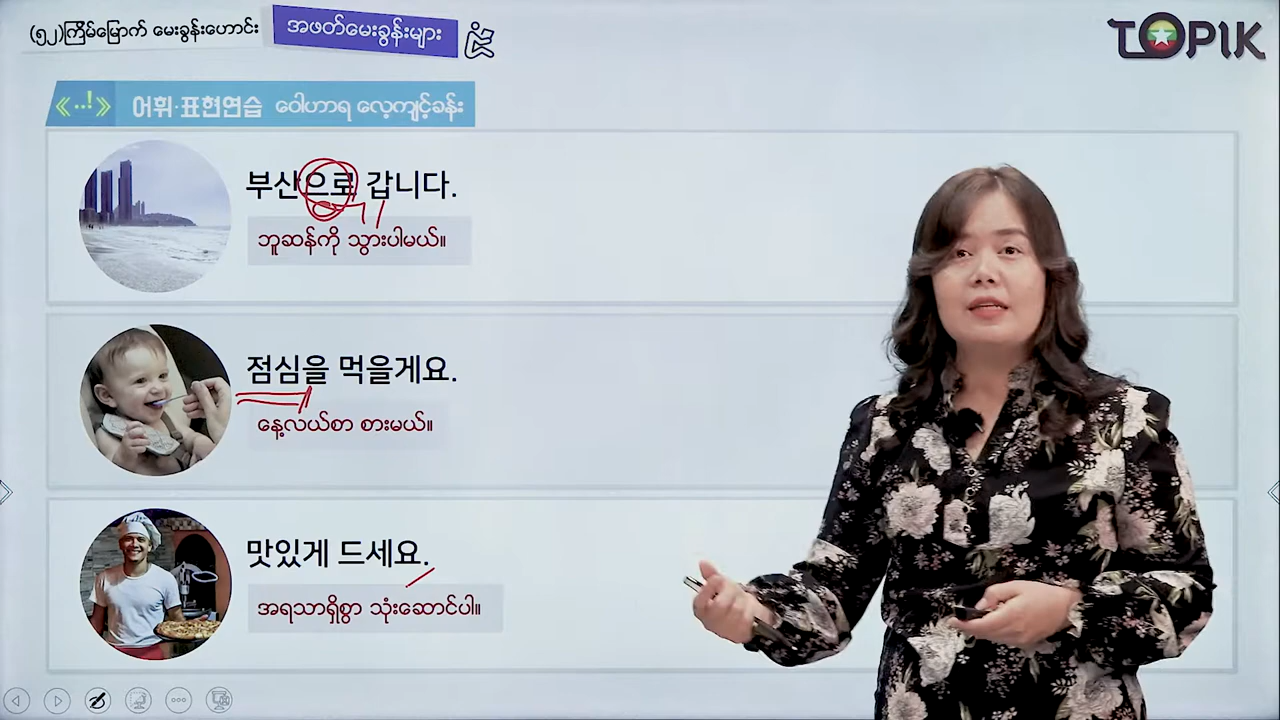 (၅၂)ကြိမ်မြောက် မေးခွန်းဟောင်း
အဖတ်မေးခွန်းများ
TOPIK
어휘·표현연습 ဝေါဟာရ လေ့ကျင့်ခန်း
부산으로 갑니다.
ဘူဆန်ကို သွားပါမယ်။
점심을 먹을게요.
နေ့လယ်စာ စားမယ်။
맛있게 드세요.
အရသာရှိစွာ သုံးဆောင်ပါ။